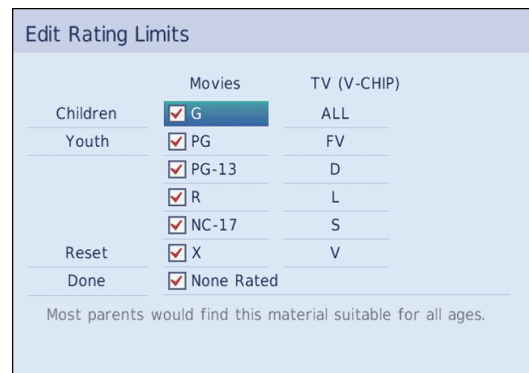 Edit Rating Limits
Movies TV (V-CHIP)
Children G ALL
Youth PG FV
PG-13 D
R L
NC-17 S
Reset X V
Done None Rated
Most parents would find this material suitable for all ages.